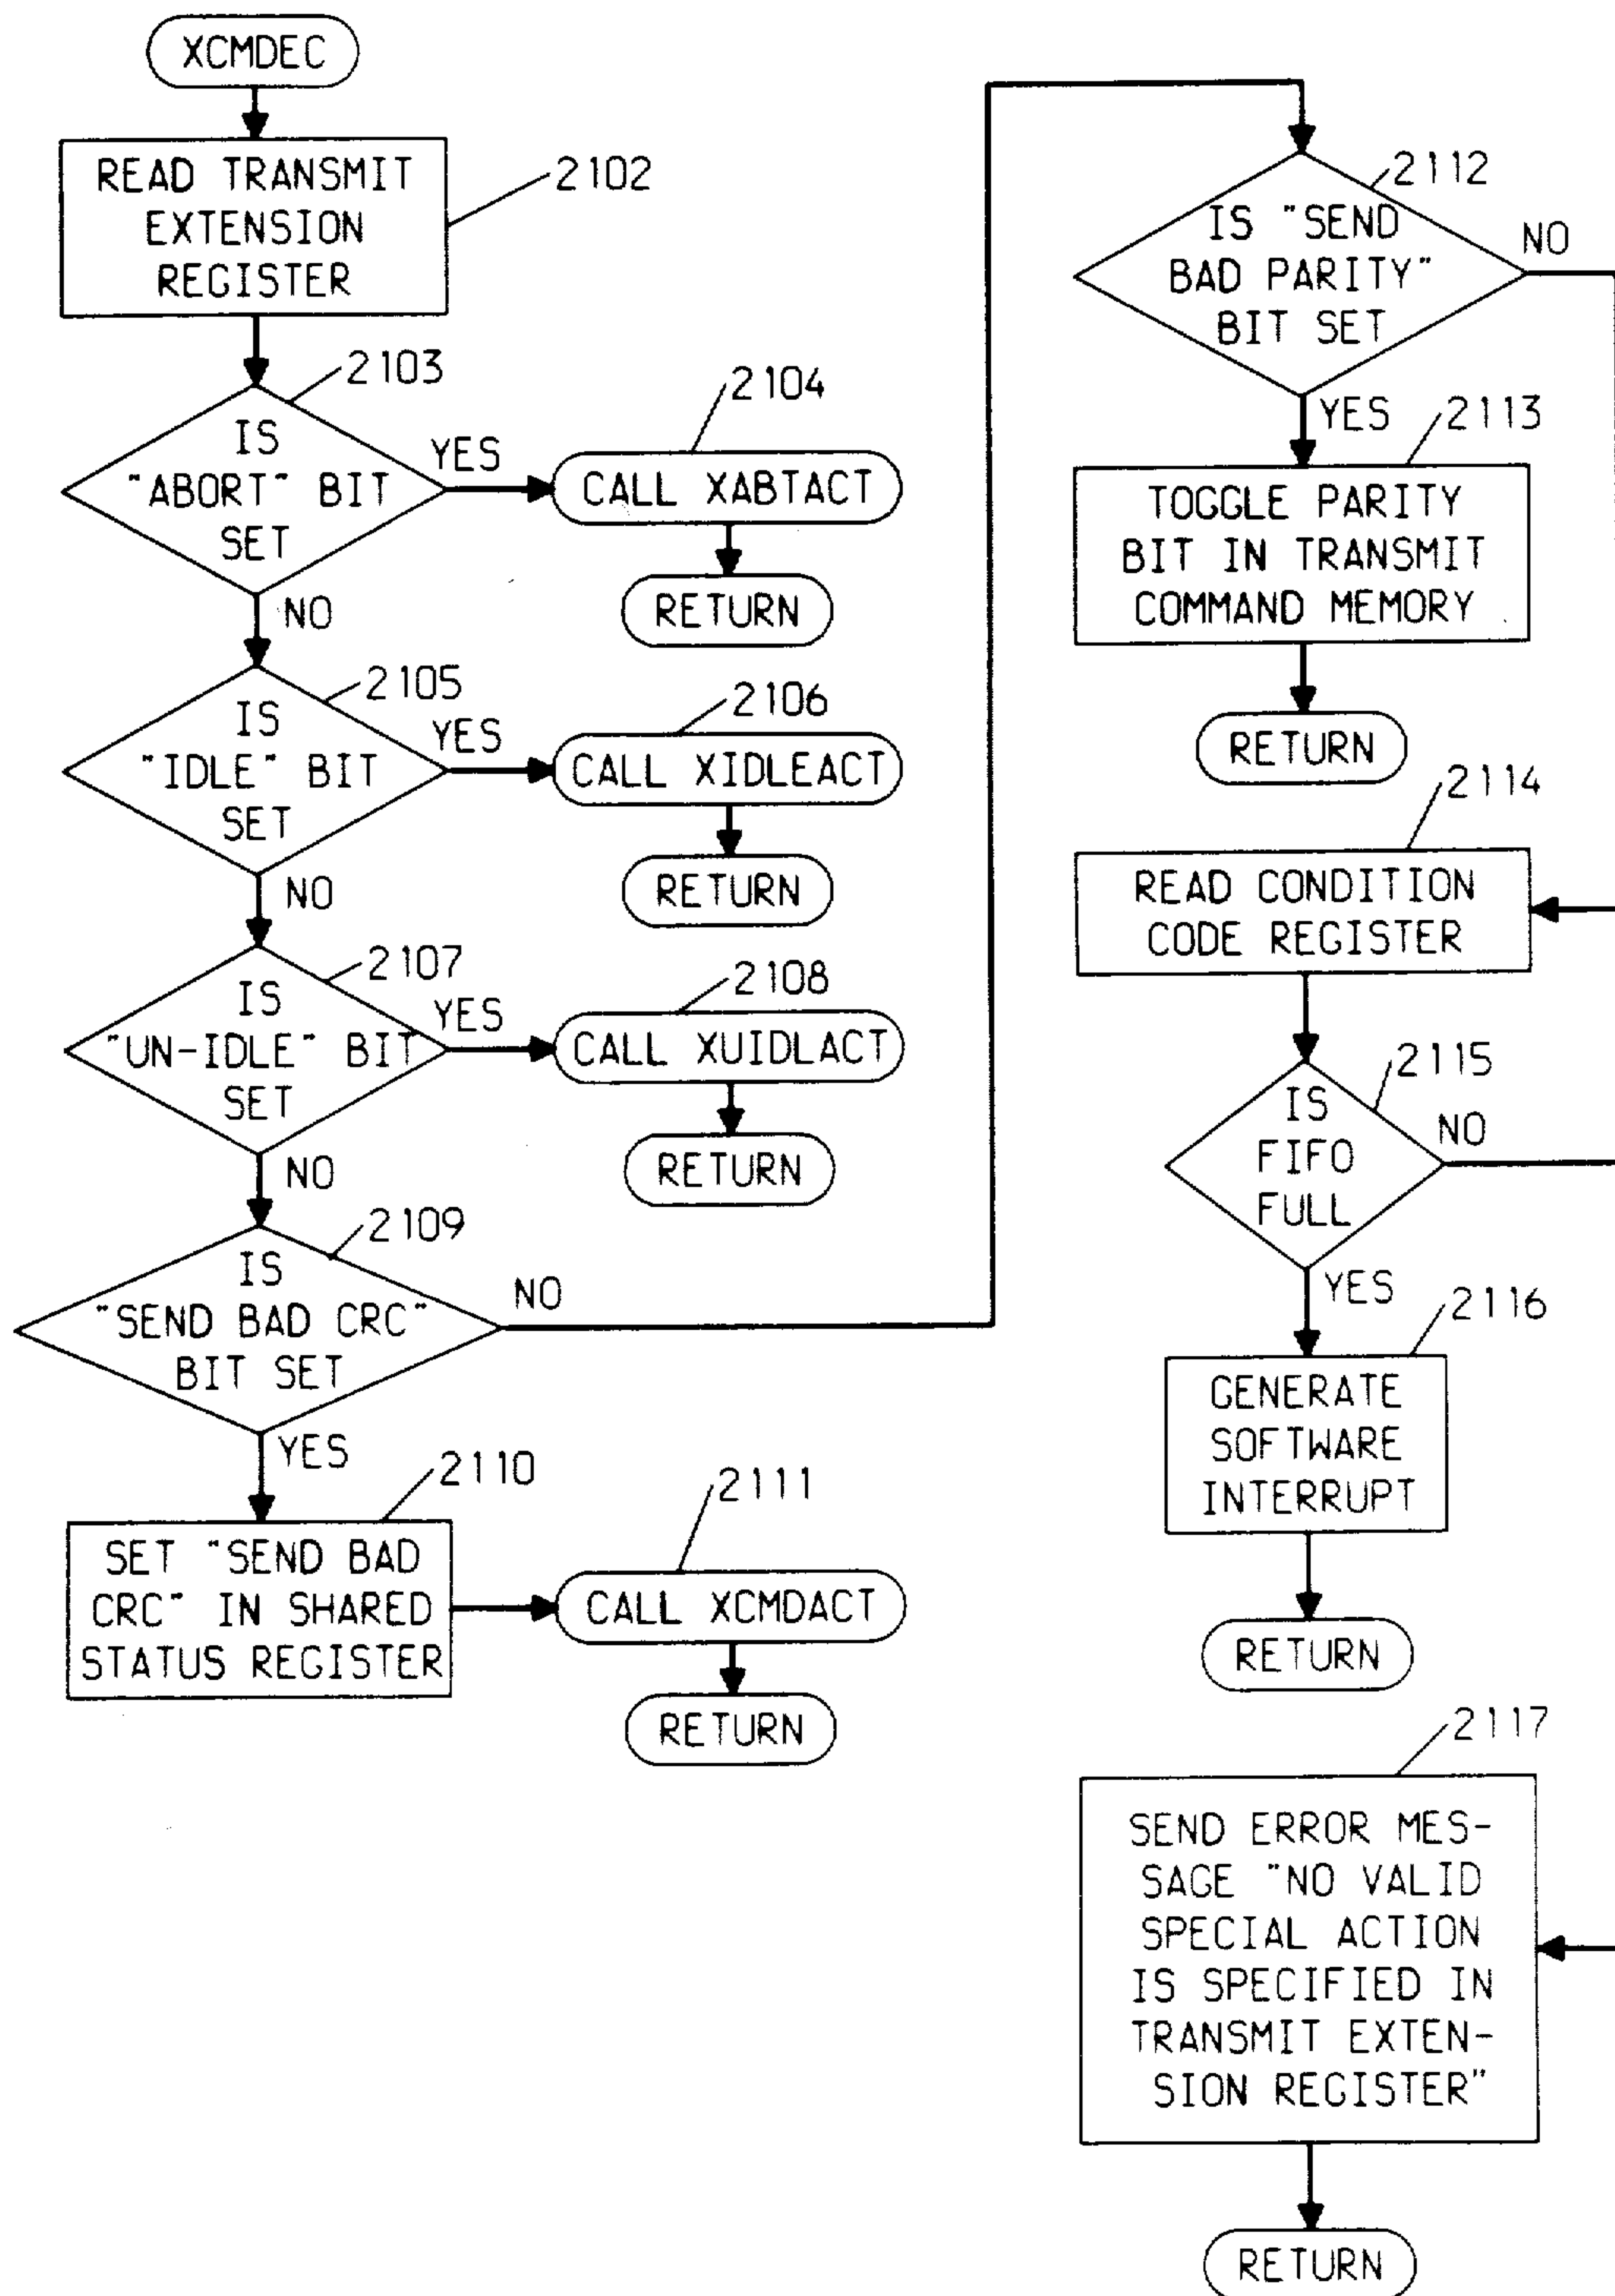 XCMDEC
READ TRANSMIT
EXTENSION
REGISTER
2102
2103
IS
"ABORT" BIT
SET
YES
NO
2104
CALL XABTACT
RETURN
2105
IS
"IDLE" BIT
SET
YES
NO
2106
CALL XIDLEACT
RETURN
2107
IS
"UN-IDLE" BIT
SET
YES
NO
2108
CALL XUIDLACT
RETURN
2109
IS
"SEND BAD CRC"
BIT SET
NO
YES
2110
SET "SEND BAD
CRC" IN SHARED
STATUS REGISTER
2111
CALL XCMDACT
RETURN
2112
IS "SEND
BAD PARITY"
BIT SET
NO
YES
2113
TOGGLE PARITY
BIT IN TRANSMIT
COMMAND MEMORY
RETURN
2114
READ CONDITION
CODE REGISTER
2115
IS
FIFO
FULL
NO
YES
2116
GENERATE
SOFTWARE
INTERRUPT
RETURN
2117
SEND ERROR MES-
SAGE "NO VALID
SPECIAL ACTION
IS SPECIFIED IN
TRANSMIT EXTEN-
SION REGISTER"
RETURN